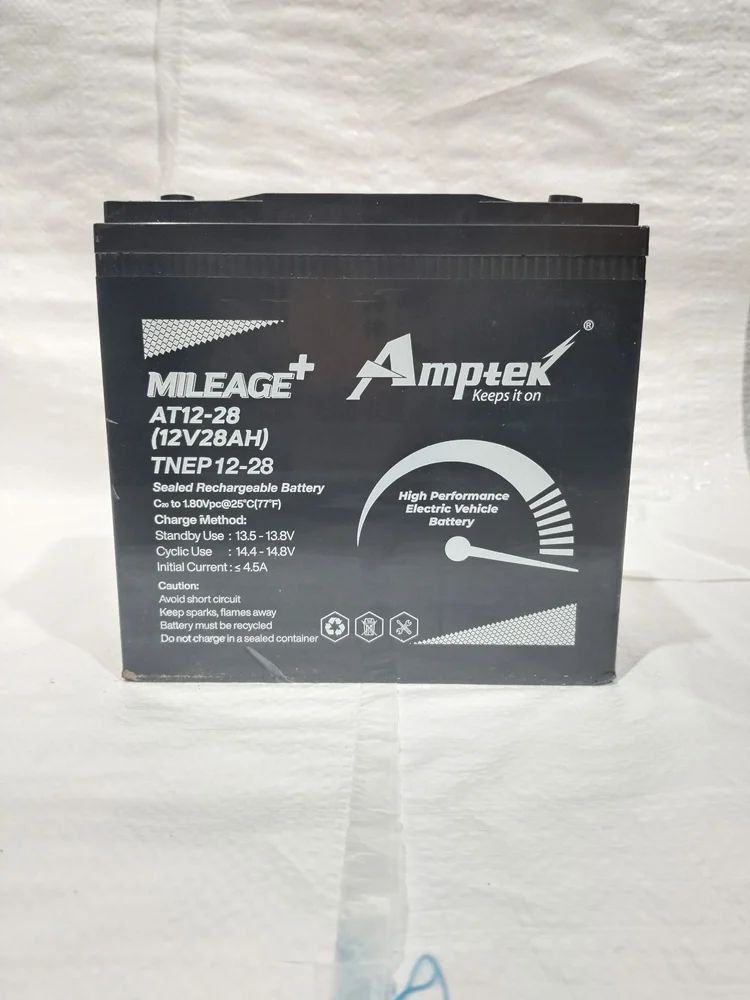 MILEAGE+
AT12-28
(12V28AH)
TNEP 12-28
Sealed Rechargeable Battery
C₂₀ to 1.80Vpc@25°C(77°F)
Charge Method:
Standby Use : 13.5 - 13.8V
Cyclic Use : 14.4 - 14.8V
Initial Current : ≤ 4.5A
Caution:
Avoid short circuit
Keep sparks, flames away
Battery must be recycled
Do not charge in a sealed container
Amptek®
Keeps it on
High Performance
Electric Vehicle
Battery